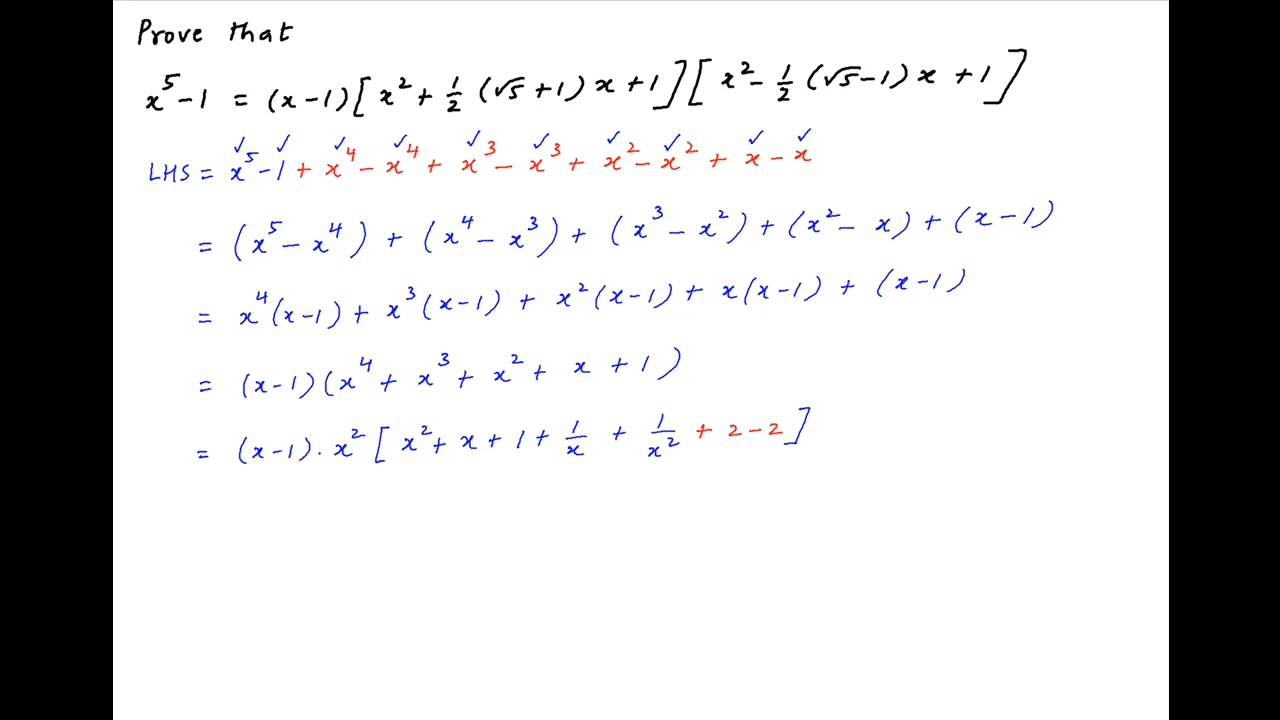 Prove that
x⁵ - 1 = (x-1)[x² + 1/2 (√5 + 1) x + 1][x² - 1/2 (√5 - 1) x + 1]
✓ ✓ ✓ ✓ ✓ ✓ ✓ ✓ ✓ ✓
LHS = x⁵ - 1 + x⁴ - x⁴ + x³ - x³ + x² - x² + x - x
= (x⁵ - x⁴) + (x⁴ - x³) + (x³ - x²) + (x² - x) + (x - 1)
= x⁴(x-1) + x³(x-1) + x²(x-1) + x(x-1) + (x-1)
= (x-1)(x⁴ + x³ + x² + x + 1)
= (x-1) · x² [x² + x + 1 + 1/x + 1/x² + 2 - 2]